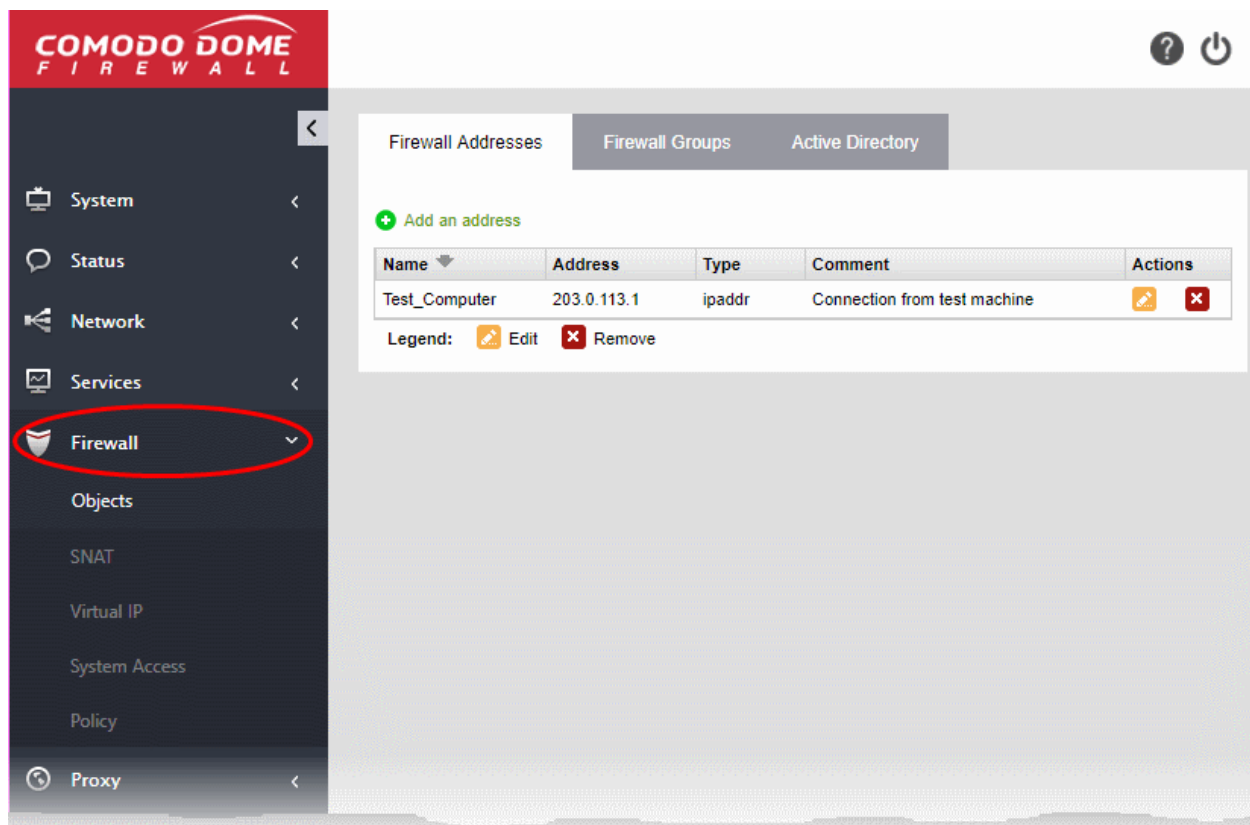 COMODO DOME
FIREWALL
Firewall Addresses Firewall Groups Active Directory
System
Add an address
Status
Name Address Type Comment Actions
Test_Computer 203.0.113.1 ipaddr Connection from test machine
Network
Legend: Edit Remove
Services
Firewall
Objects
SNAT
Virtual IP
System Access
Policy
Proxy